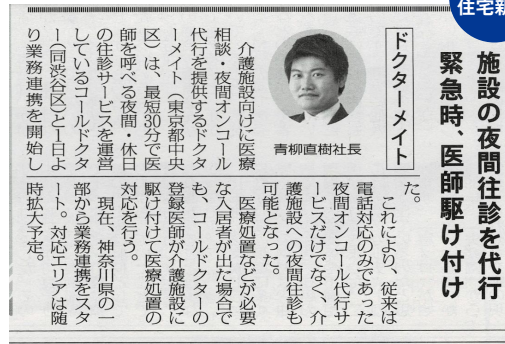 住宅新
施設の夜間往診を代行
緊急時、医師駆け付け
ドクターメイト
青柳直樹社長
介護施設向けに医療
相談・夜間オンコール
代行を提供するドクタ
ーメイト（東京都中央
区）は、最短30分で医
師を呼べる夜間・休日
の往診サービスを運営
しているコールドクタ
ー（同渋谷区）と1日よ
り業務連携を開始し
た。
これにより、従来は
電話対応のみであった
夜間オンコール代行サ
ービスだけでなく、介
護施設への夜間往診も
可能となった。
医療処置などが必要
な入居者が出た場合で
も、コールドクターの
登録医師が介護施設に
駆け付けて医療処置の
対応を行う。
現在、神奈川県の一
部から業務連携をスタ
ート。対応エリアは随
時拡大予定。